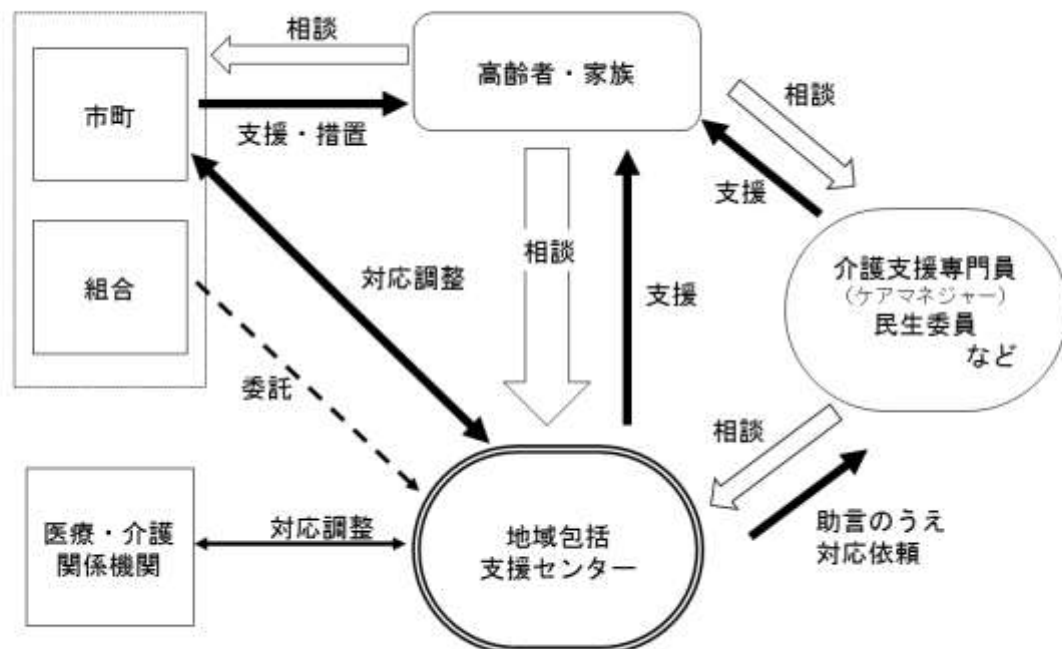 相談
高齢者・家族
市町
支援・措置
相談
支援
組合
対応調整
相談
支援
介護支援専門員
（ケアマネジャー）
民生委員
など
委託
相談
医療・介護
関係機関
対応調整
地域包括
支援センター
助言のうえ
対応依頼